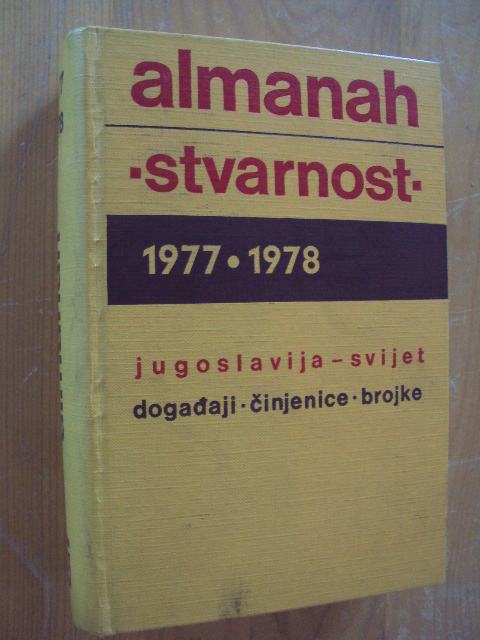 almanah
·stvarnost·
1977 • 1978
jugoslavija – svijet
događaji · činjenice · brojke